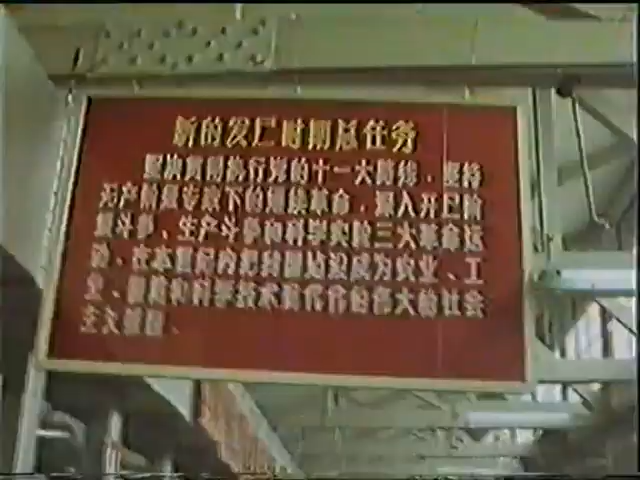 新的发展时期总任务
坚决贯彻执行党的十一大路线，坚持
无产阶级专政下的继续革命，深入开展阶
级斗争、生产斗争和科学实验三大革命运
动，在本世纪内把我国建设成为农业、工
业、国防和科学技术现代化的伟大的社会
主义强国。